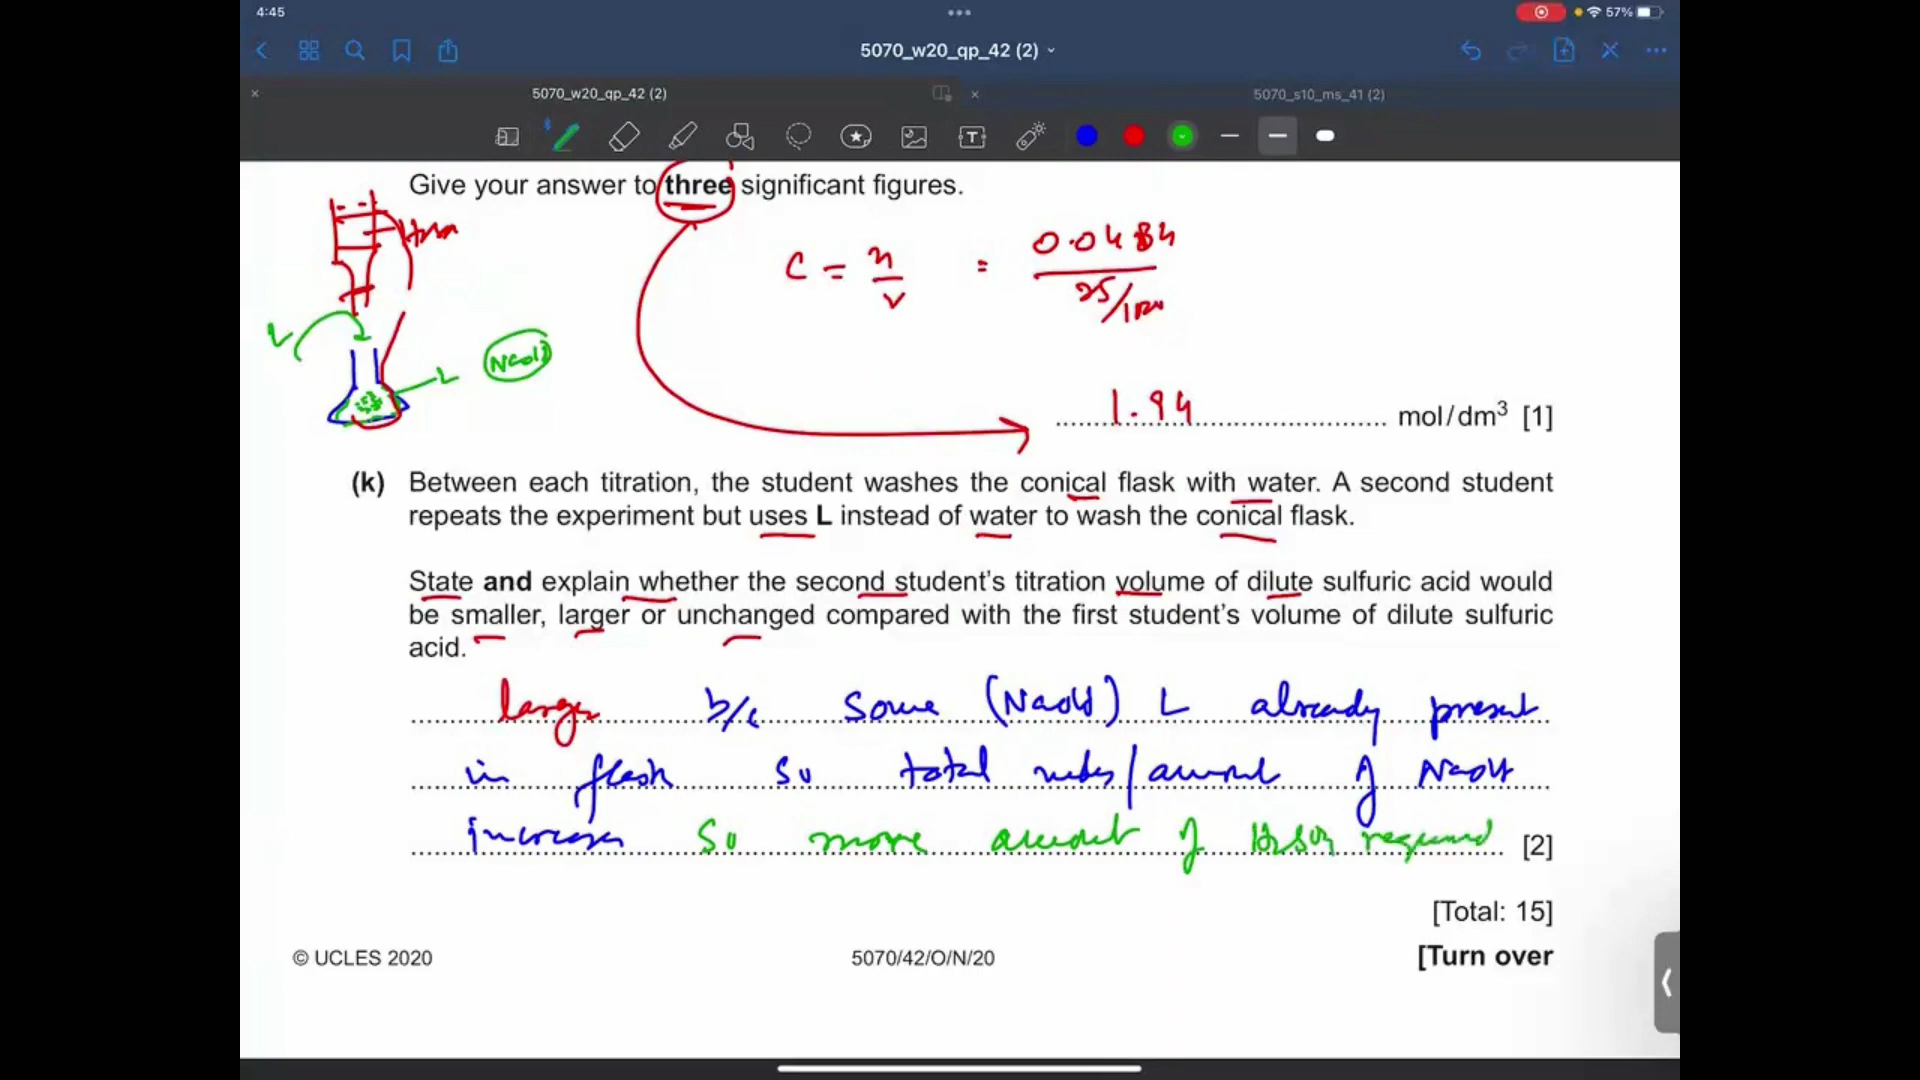 4:45
57%
5070_w20_qp_42 (2)
5070_w20_qp_42 (2)
5070_s10_ms_41 (2)
Give your answer to three significant figures.
C = n/v = 0.0484 / 25/1000
L
L
NaOH
1.94 mol/dm³ [1]
(k) Between each titration, the student washes the conical flask with water. A second student
repeats the experiment but uses L instead of water to wash the conical flask.
State and explain whether the second student's titration volume of dilute sulfuric acid would
be smaller, larger or unchanged compared with the first student's volume of dilute sulfuric
acid.
larger b/c some (NaOH) L already present
in flask so total moles/amount of NaOH
increases so more amount of H2SO4 required [2]
[Total: 15]
© UCLES 2020
5070/42/O/N/20
[Turn over